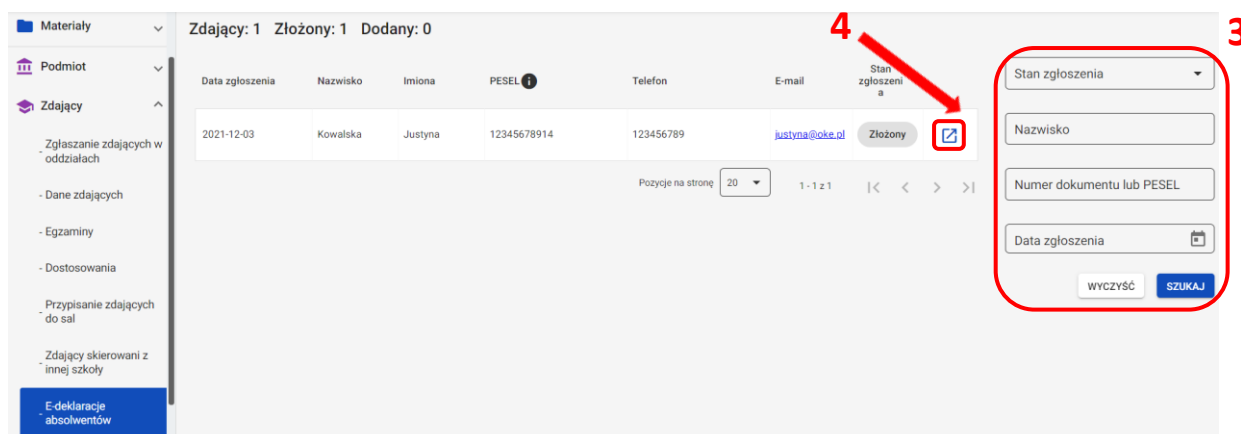 Materiały
Podmiot
Zdający
- Zgłaszanie zdających w
oddziałach
- Dane zdających
- Egzaminy
- Dostosowania
- Przypisanie zdających
do sal
- Zdający skierowani z
innej szkoły
- E-deklaracje
absolwentów
Zdający: 1 Złożony: 1 Dodany: 0
4
3
Data zgłoszenia Nazwisko Imiona PESEL i Telefon E-mail Stan
zgłoszeni
a
2021-12-03 Kowalska Justyna 12345678914 123456789 justyna@oke.pl Złożony
Pozycje na stronę 20 1 - 1 z 1 |< < > >|
Stan zgłoszenia
Nazwisko
Numer dokumentu lub PESEL
Data zgłoszenia
WYCZYŚĆ SZUKAJ